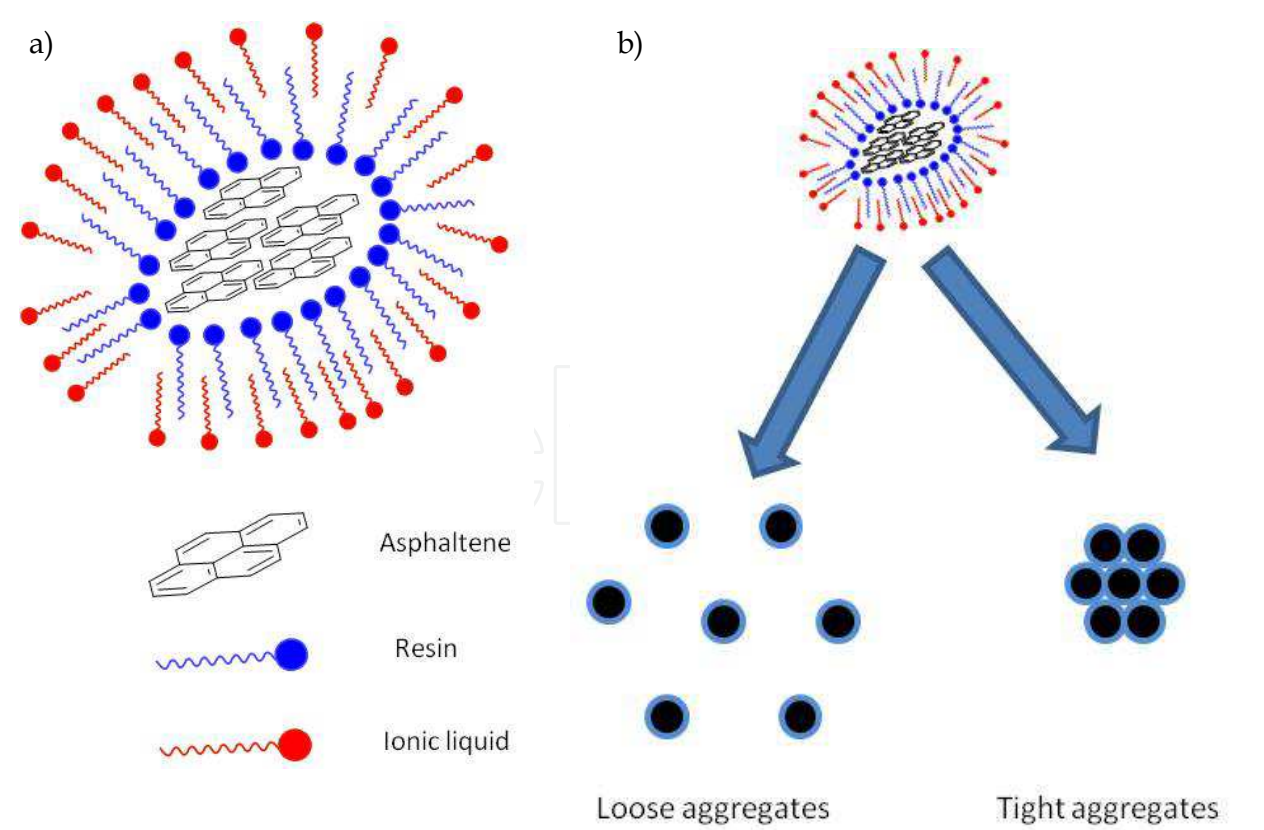 a)
b)
Asphaltene
Resin
Ionic liquid
Loose aggregates
Tight aggregates